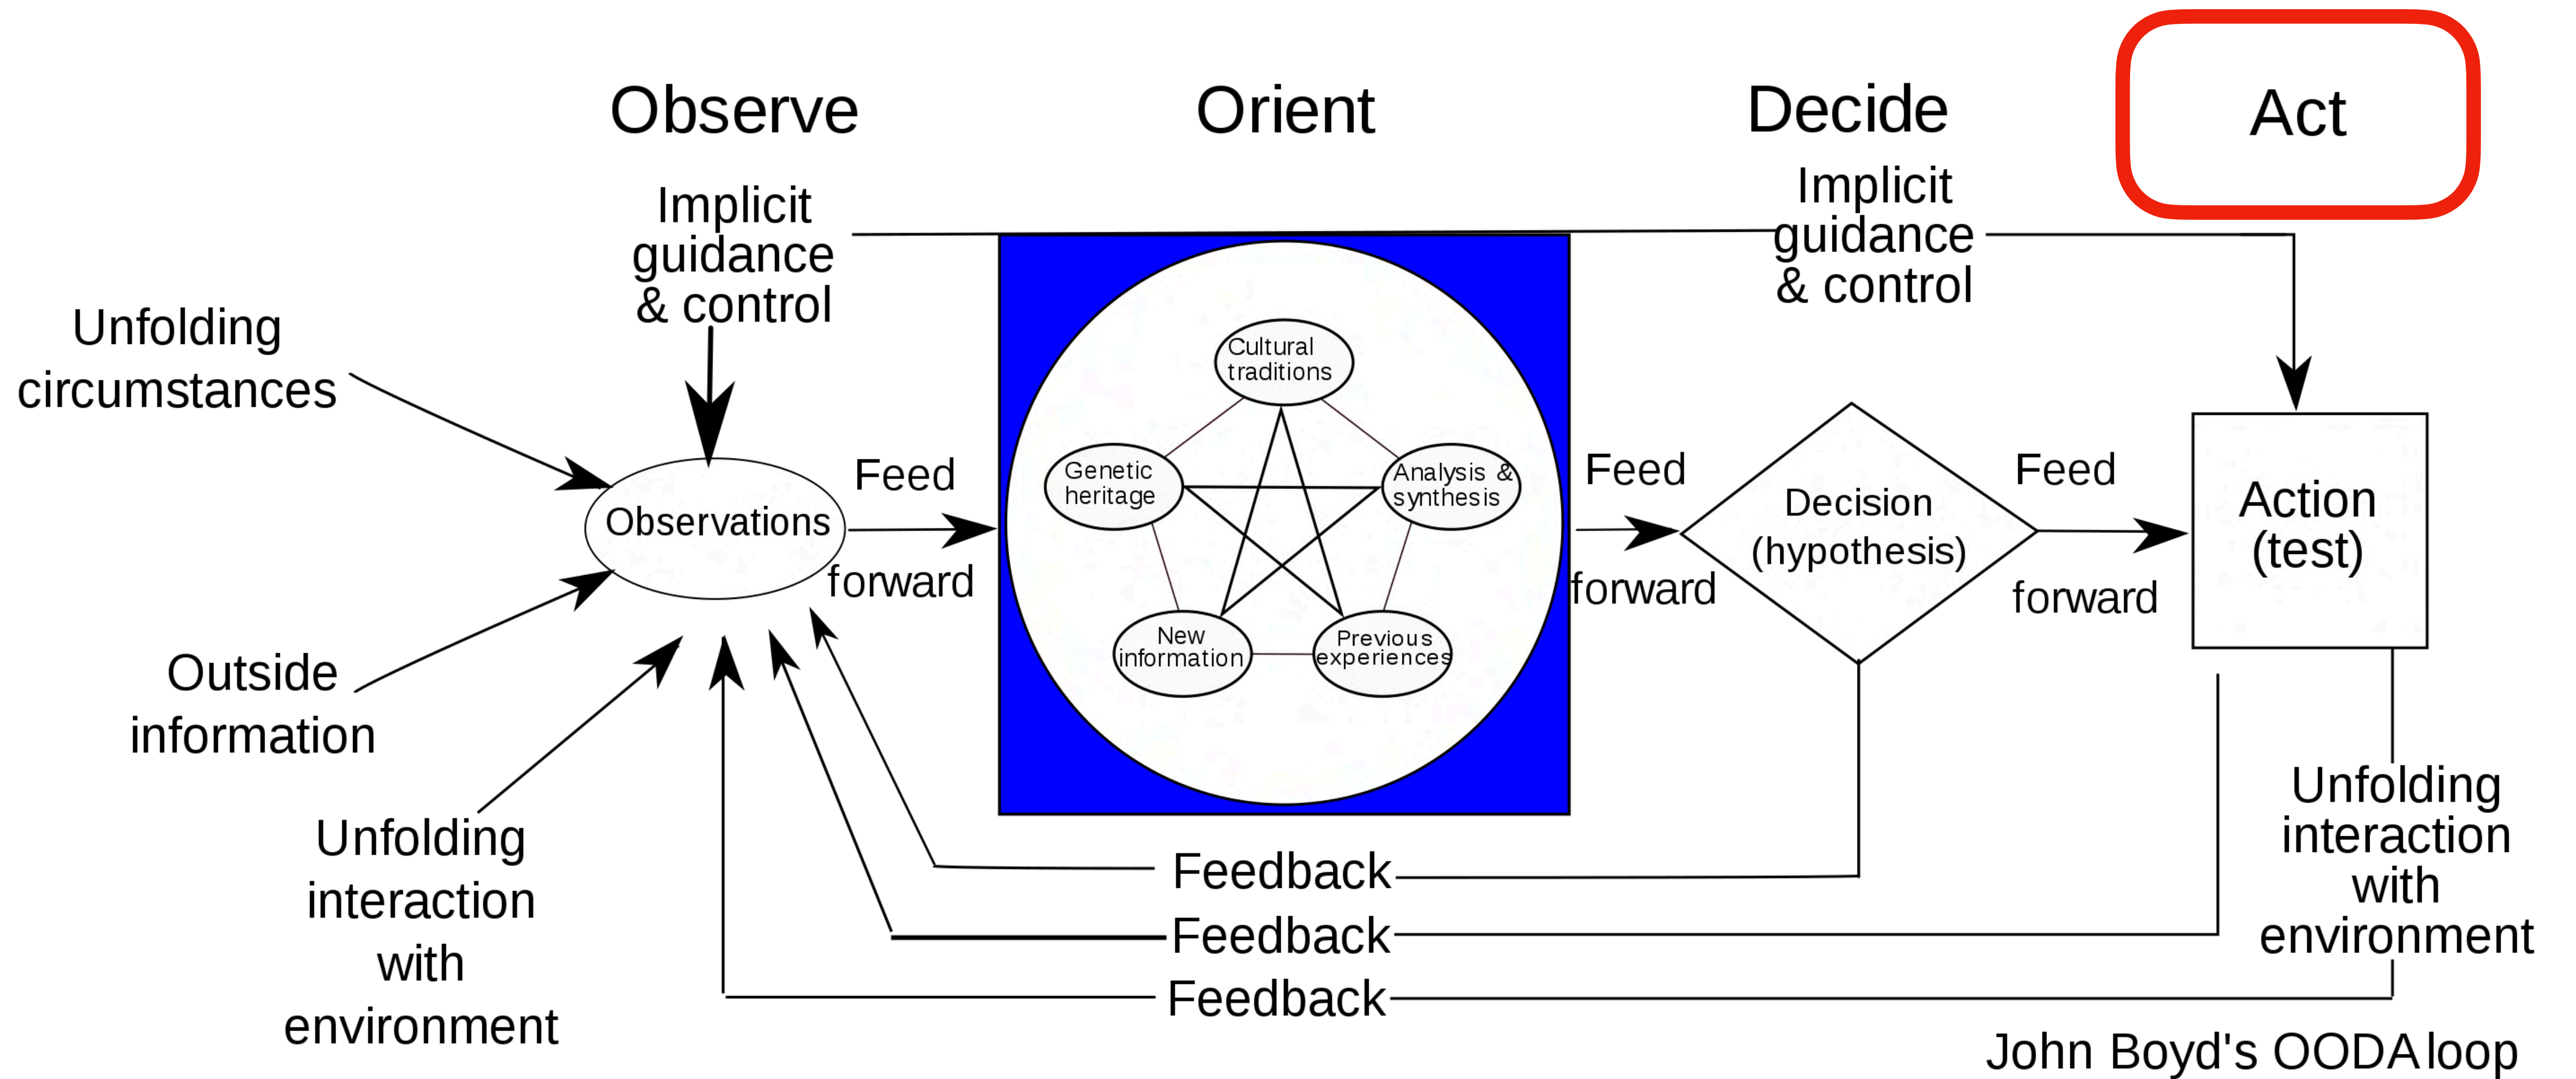 Observe
Orient
Decide
Act
Implicit
guidance
& control
Implicit
guidance
& control
Unfolding
circumstances
Cultural
traditions
Genetic
heritage
Analysis &
synthesis
New
information
Previous
experiences
Observations
Feed
forward
Feed
forward
Decision
(hypothesis)
Feed
forward
Action
(test)
Outside
information
Unfolding
interaction
with
environment
Unfolding
interaction
with
environment
Feedback
Feedback
Feedback
John Boyd's OODA loop